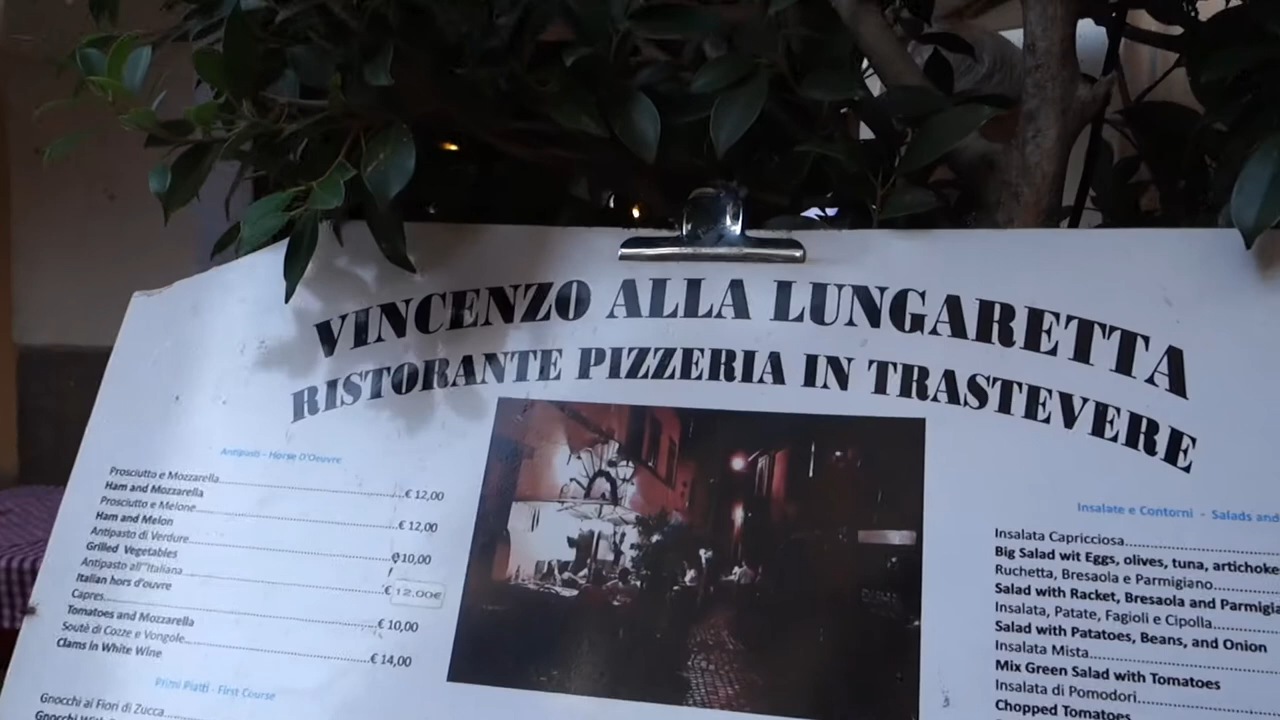 VINCENZO ALLA LUNGARETTA
RISTORANTE PIZZERIA IN TRASTEVERE
Antipasti - Horse D'Oeuvre
Prosciutto e Mozzarella........€ 12,00
Ham and Mozzarella
Prosciutto e Melone........€ 12,00
Ham and Melon
Antipasto di Verdure........€ 10,00
Grilled Vegetables
Antipasto all''Italiana........€ 12.00€
Italian hors d'ouvre
Capres........€ 10,00
Tomatoes and Mozzarella
Soutè di Cozze e Vongole........€ 14,00
Clams in White Wine
Primi Piatti - First Course
Gnocchi ai Fiori di Zucca........
Gnocchi
Insalate e Contorni - Salads and
Insalata Capricciosa........
Big Salad wit Eggs, olives, tuna, artichoke
Ruchetta, Bresaola e Parmigiano........
Salad with Racket, Bresaola and Parmigia
Insalata, Patate, Fagioli e Cipolla........
Salad with Patatoes, Beans, and Onion
Insalata Mista........
Mix Green Salad with Tomatoes
Insalata di Pomodori........
Chopped Tomatoes